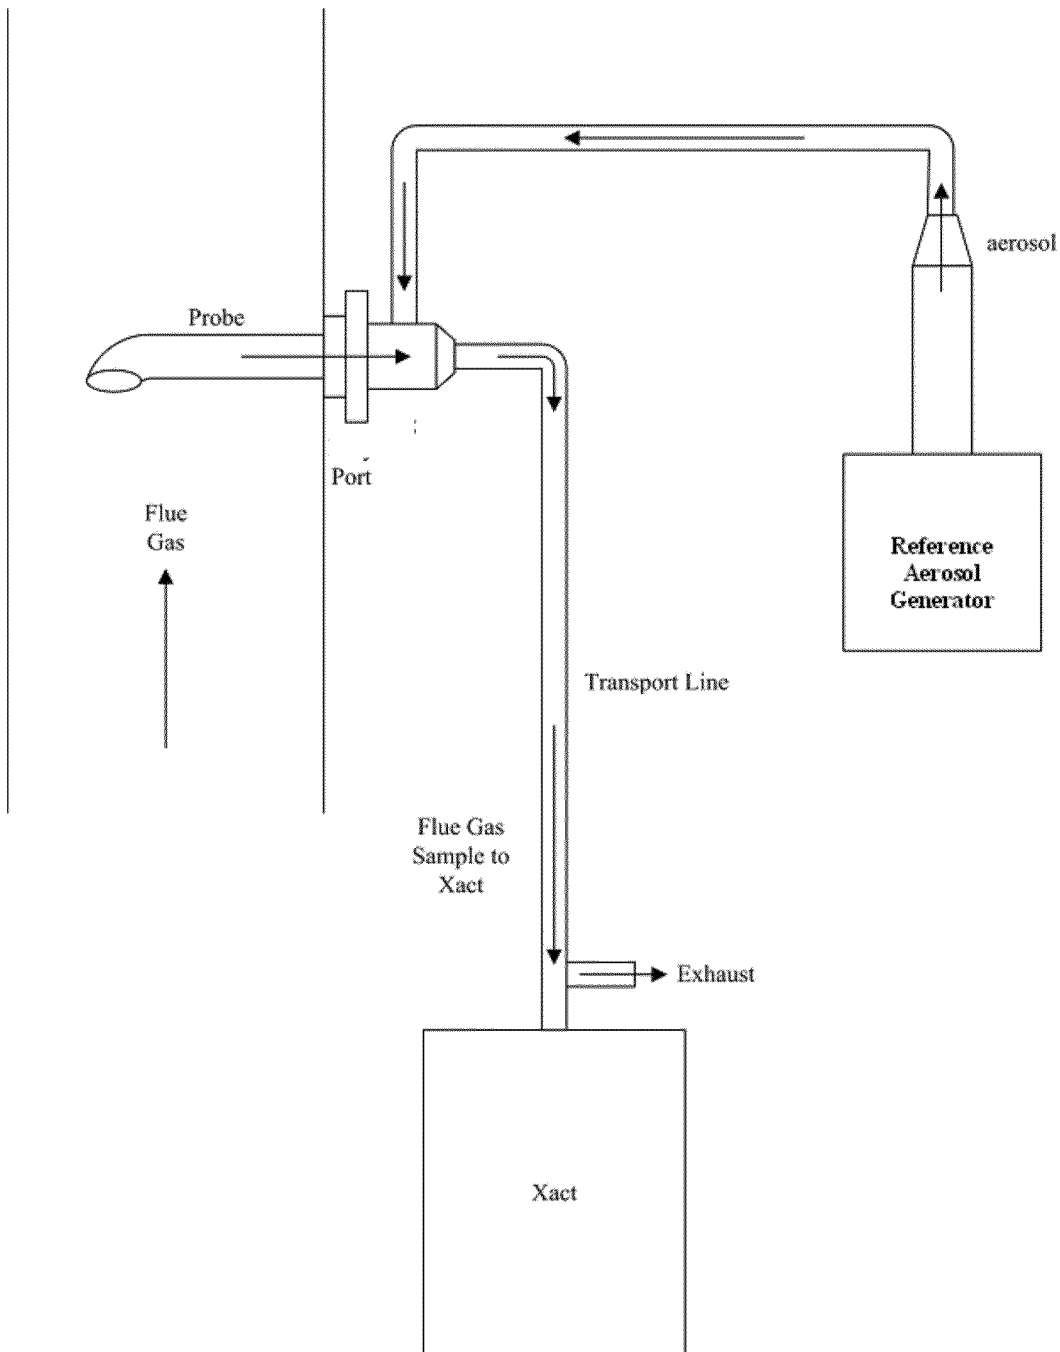 aerosol
Probe
Port
Flue
Gas
Reference
Aerosol
Generator
Transport Line
Flue Gas
Sample to
Xact
Exhaust
Xact